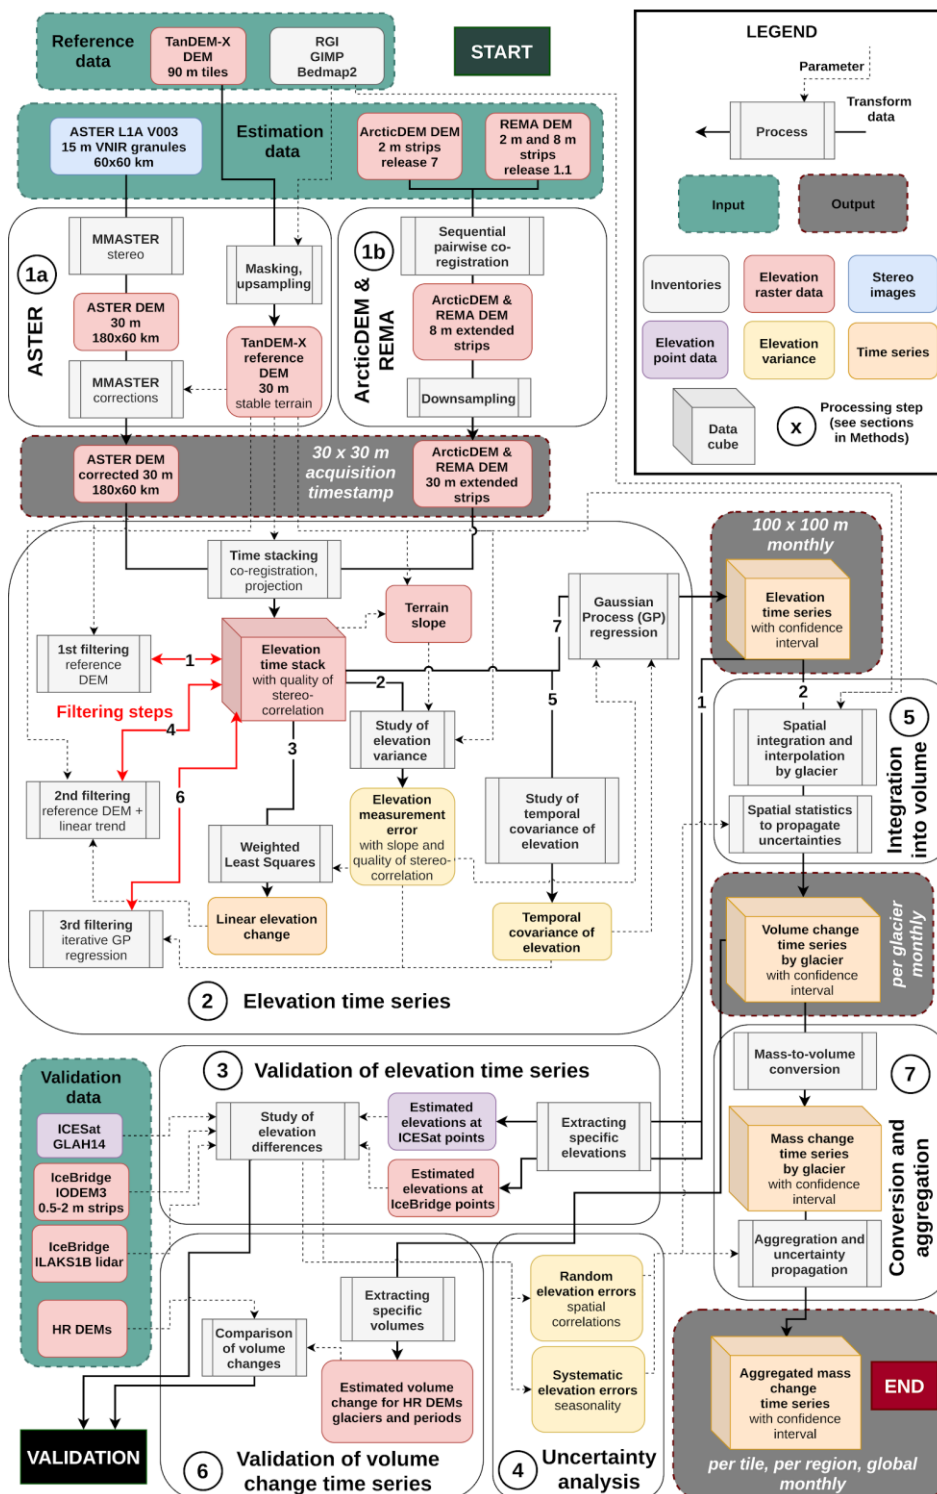 Reference
data
TanDEM-X
DEM
90 m tiles
RGI
GIMP
Bedmap2
START
LEGEND
Parameter
Process
Transform
data
Input
Output
Inventories
Elevation
raster data
Stereo
images
Elevation
point data
Elevation
variance
Time series
Data
cube
x
Processing step
(see sections
in Methods)
ASTER L1A V003
15 m VNIR granules
60x60 km
Estimation
data
ArcticDEM DEM
2 m strips
release 7
REMA DEM
2 m and 8 m
strips
release 1.1
1a
ASTER
MMASTER
stereo
ASTER DEM
30 m
180x60 km
MMASTER
corrections
Masking,
upsampling
TanDEM-X
reference
DEM
30 m
stable terrain
1b
ArcticDEM &
REMA
Sequential
pairwise co-
registration
ArcticDEM &
REMA DEM
8 m extended
strips
Downsampling
ASTER DEM
corrected 30 m
180x60 km
30 x 30 m
acquisition
timestamp
ArcticDEM &
REMA DEM
30 m extended
strips
Time stacking
co-registration,
projection
Terrain
slope
Gaussian
Process (GP)
regression
100 x 100 m
monthly
Elevation
time series
with confidence
interval
1st filtering
reference
DEM
1
Elevation
time stack
with quality of
stereo-
correlation
7
2
5
Filtering steps
4
3
6
Study of
elevation
variance
2nd filtering
reference DEM +
linear trend
Elevation
measurement
error
with slope and
quality of stereo-
correlation
Study of
temporal
covariance of
elevation
Weighted
Least Squares
Linear elevation
change
Temporal
covariance of
elevation
3rd filtering
iterative GP
regression
2
Elevation time series
1
2
5
Integration
into volume
Spatial
integration and
interpolation
by glacier
Spatial statistics
to propagate
uncertainties
Volume change
time series
by glacier
with confidence
interval
per glacier
monthly
3
Validation of elevation time series
Validation
data
ICESat
GLAH14
IceBridge
IODEM3
0.5-2 m strips
IceBridge
ILAKS1B lidar
HR DEMs
Study of
elevation
differences
Estimated
elevations at
ICESat points
Estimated
elevations at
IceBridge points
Extracting
specific
elevations
7
Conversion and
aggregation
Mass-to-volume
conversion
Mass change
time series
by glacier
with confidence
interval
Aggregration and
uncertainty
propagation
Extracting
specific
volumes
Comparison
of volume
changes
Estimated volume
change for HR DEMs
glaciers and periods
Random
elevation errors
spatial
correlations
Systematic
elevation errors
seasonality
VALIDATION
6
Validation of volume
change time series
4
Uncertainty
analysis
Aggregated mass
change
time series
with confidence
interval
END
per tile, per region, global
monthly